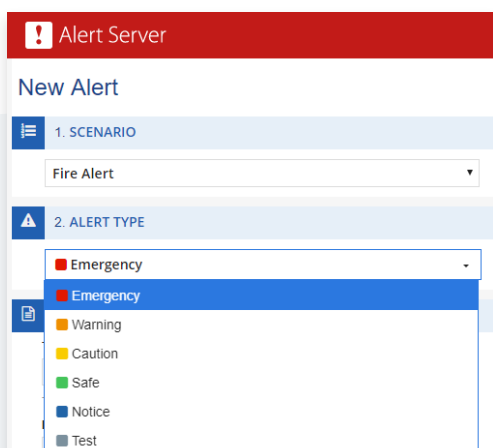 Alert Server
New Alert
1. SCENARIO
Fire Alert
2. ALERT TYPE
Emergency
Emergency
Warning
Caution
Safe
Notice
Test